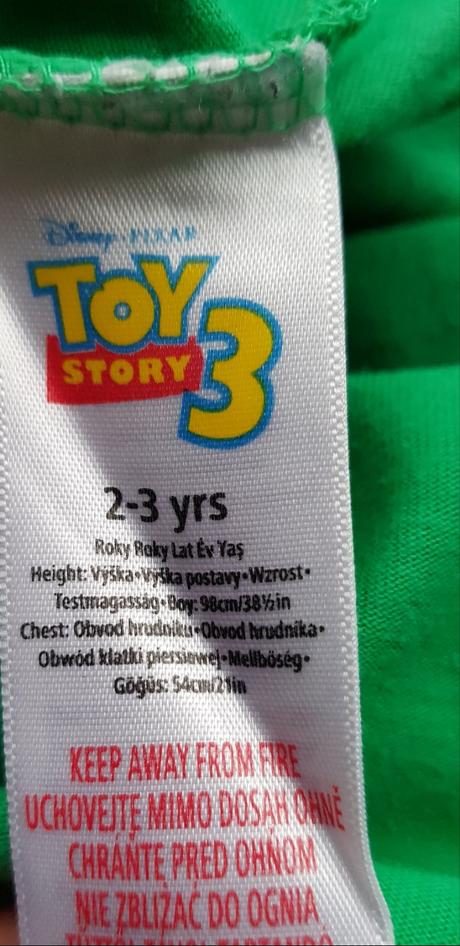 Disney·PIXAR
TOY
STORY
3
2-3 yrs
Roky Roky Lat Év Yaş
Height: Výška•Výška postavy•Wzrost•
Testmagasság•Boy: 98cm/38½in
Chest: Obvod hrudníku•Obvod hrudníka•
Obwód klatki piersiowej•Mellbőség•
Göğüs: 54cm/21in
KEEP AWAY FROM FIRE
UCHOVEJTE MIMO DOSAH OHNĚ
CHRÁŇTE PRED OHŇOM
NIE ZBLIŻAĆ DO OGNIA